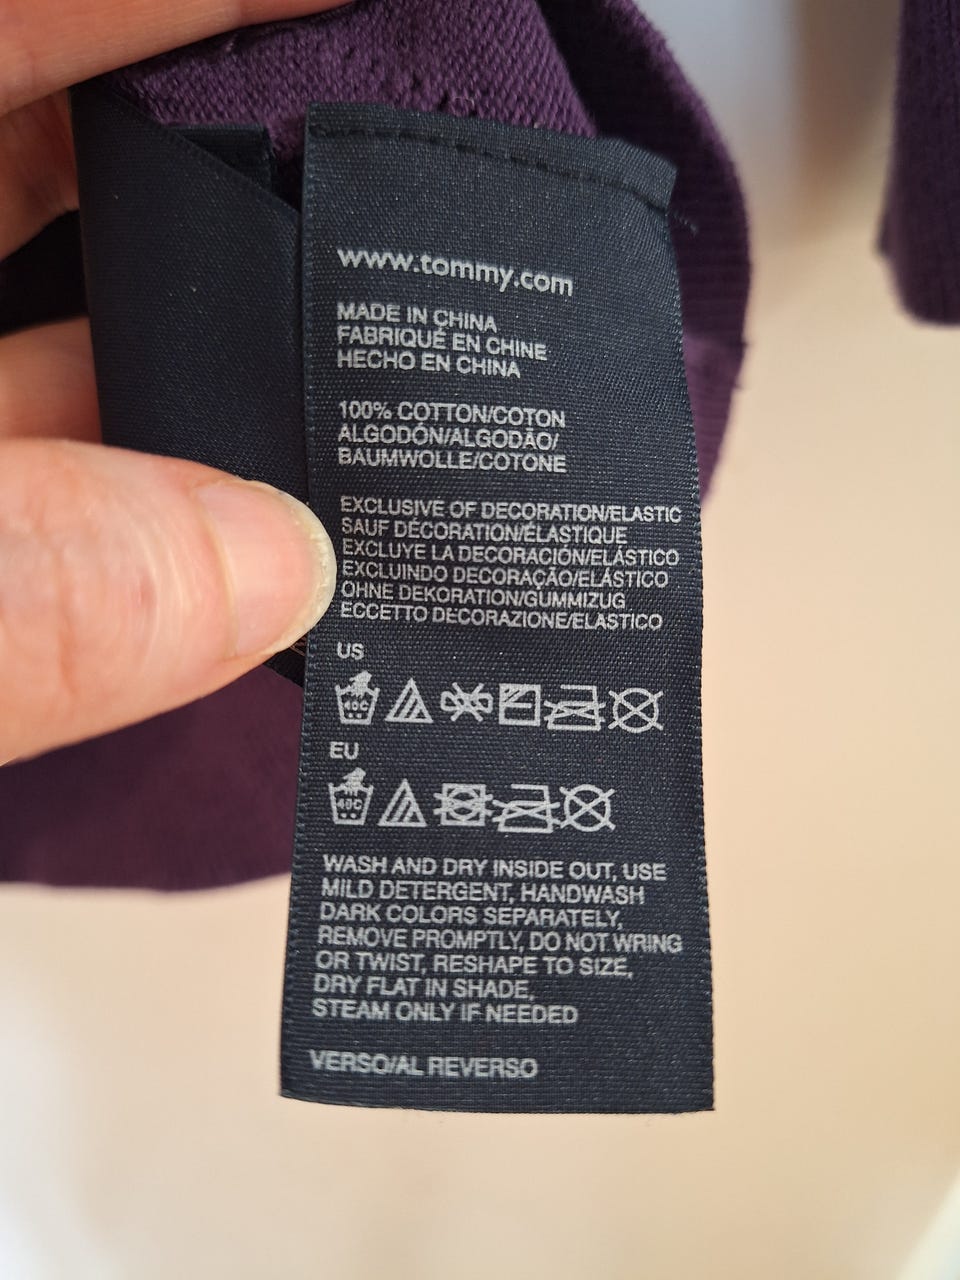 www.tommy.com
MADE IN CHINA
FABRIQUÉ EN CHINE
HECHO EN CHINA
100% COTTON/COTON
ALGODÓN/ALGODÃO/
BAUMWOLLE/COTONE
EXCLUSIVE OF DECORATION/ELASTIC
SAUF DÉCORATION/ÉLASTIQUE
EXCLUYE LA DECORACIÓN/ELÁSTICO
EXCLUINDO DECORAÇÃO/ELÁSTICO
OHNE DEKORATION/GUMMIZUG
ECCETTO DECORAZIONE/ELASTICO
US
40C
EU
40C
WASH AND DRY INSIDE OUT, USE
MILD DETERGENT, HANDWASH
DARK COLORS SEPARATELY,
REMOVE PROMPTLY, DO NOT WRING
OR TWIST, RESHAPE TO SIZE,
DRY FLAT IN SHADE,
STEAM ONLY IF NEEDED
VERSO/AL REVERSO